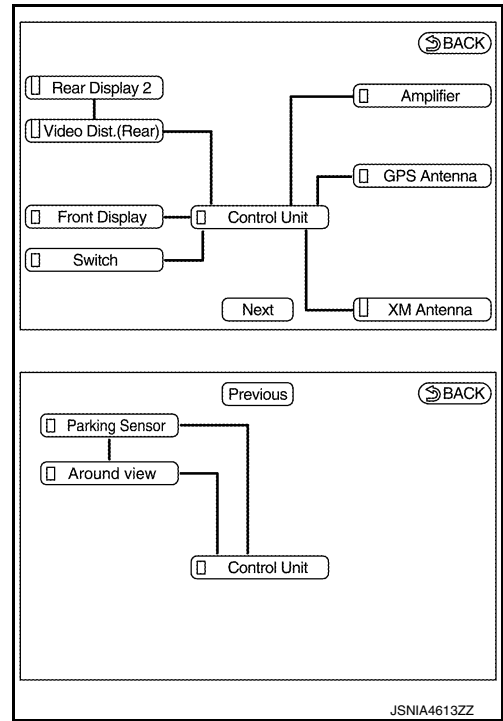 BACK
Rear Display 2
Amplifier
Video Dist.(Rear)
GPS Antenna
Front Display
Control Unit
Switch
Next
XM Antenna
Previous
BACK
Parking Sensor
Around view
Control Unit
JSNIA4613ZZ